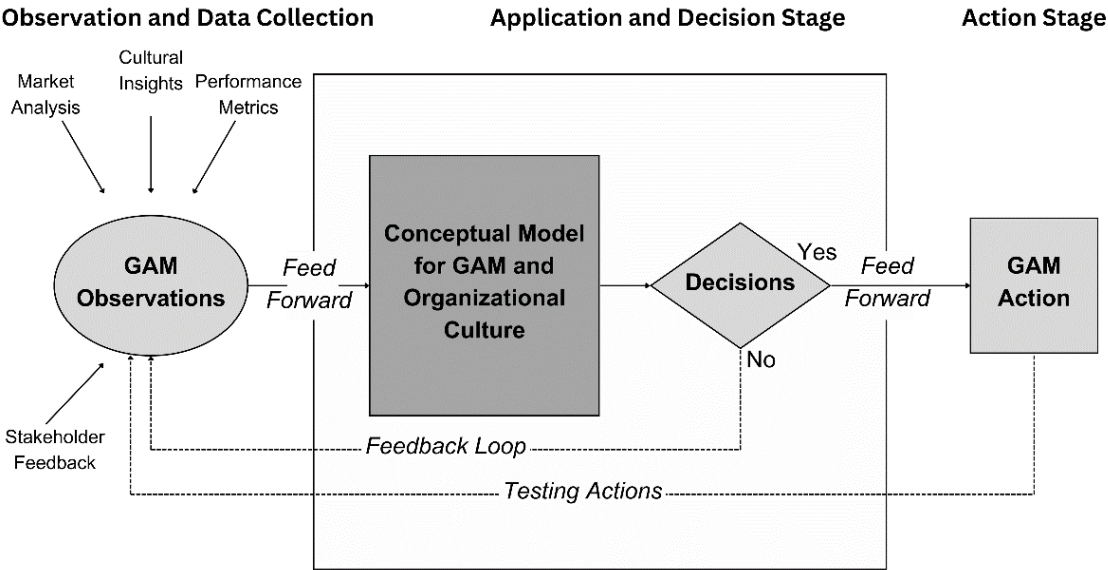 Observation and Data Collection
Application and Decision Stage
Action Stage
Cultural
Insights
Market
Analysis
Performance
Metrics
GAM
Observations
Stakeholder
Feedback
Feed
Forward
Conceptual Model
for GAM and
Organizational
Culture
Decisions
Yes
No
Feed
Forward
GAM
Action
Feedback Loop
Testing Actions